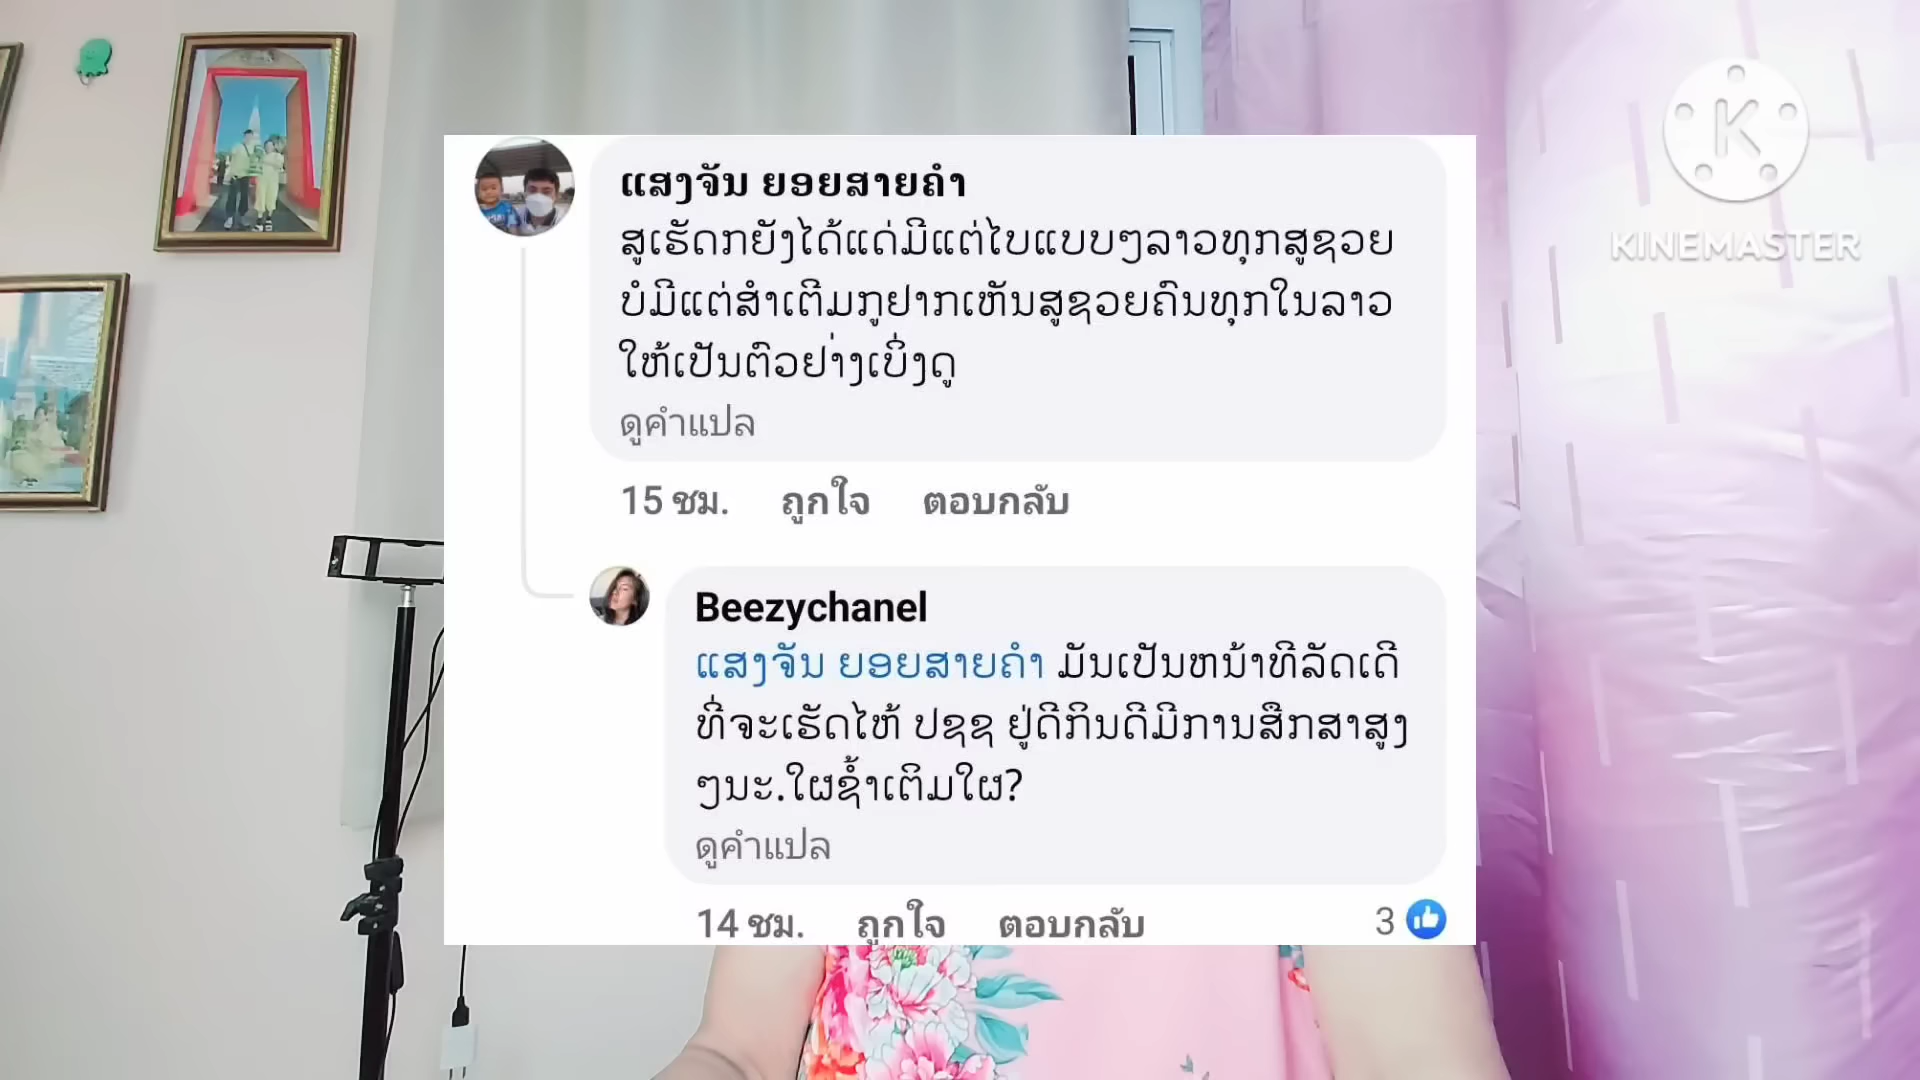 KINEMASTER
ແສງຈັນ ຍອຍສາຍຄຳ
ສູເຮັດກຍັງໄດ້ແດ່ມີແຕ່ໄບແບບໆລາວທຸກສູຊວຍ
ບໍມີແຕ່ສຳເຕີມກູຢາກເຫັນສູຊວຍຄົນທຸກໃນລາວ
ໃຫ້ເປັນຕົວຢ່າງເບິ່ງດູ
ดูคำแปล
15 ชม. ถูกใจ ตอบกลับ
Beezychanel
ແສງຈັນ ຍອຍສາຍຄຳ ມັນເປັນຫນ້າທີລັດເດີ
ທີ່ຈະເຮັດໄຫ້ ປຊຊ ຢູ່ດີກິນດີມີການສຶກສາສູງ
ໆນະ.ໃຜຊ້ຳເຕິມໃຜ?
ดูคำแปล
14 ชม. ถูกใจ ตอบกลับ 3